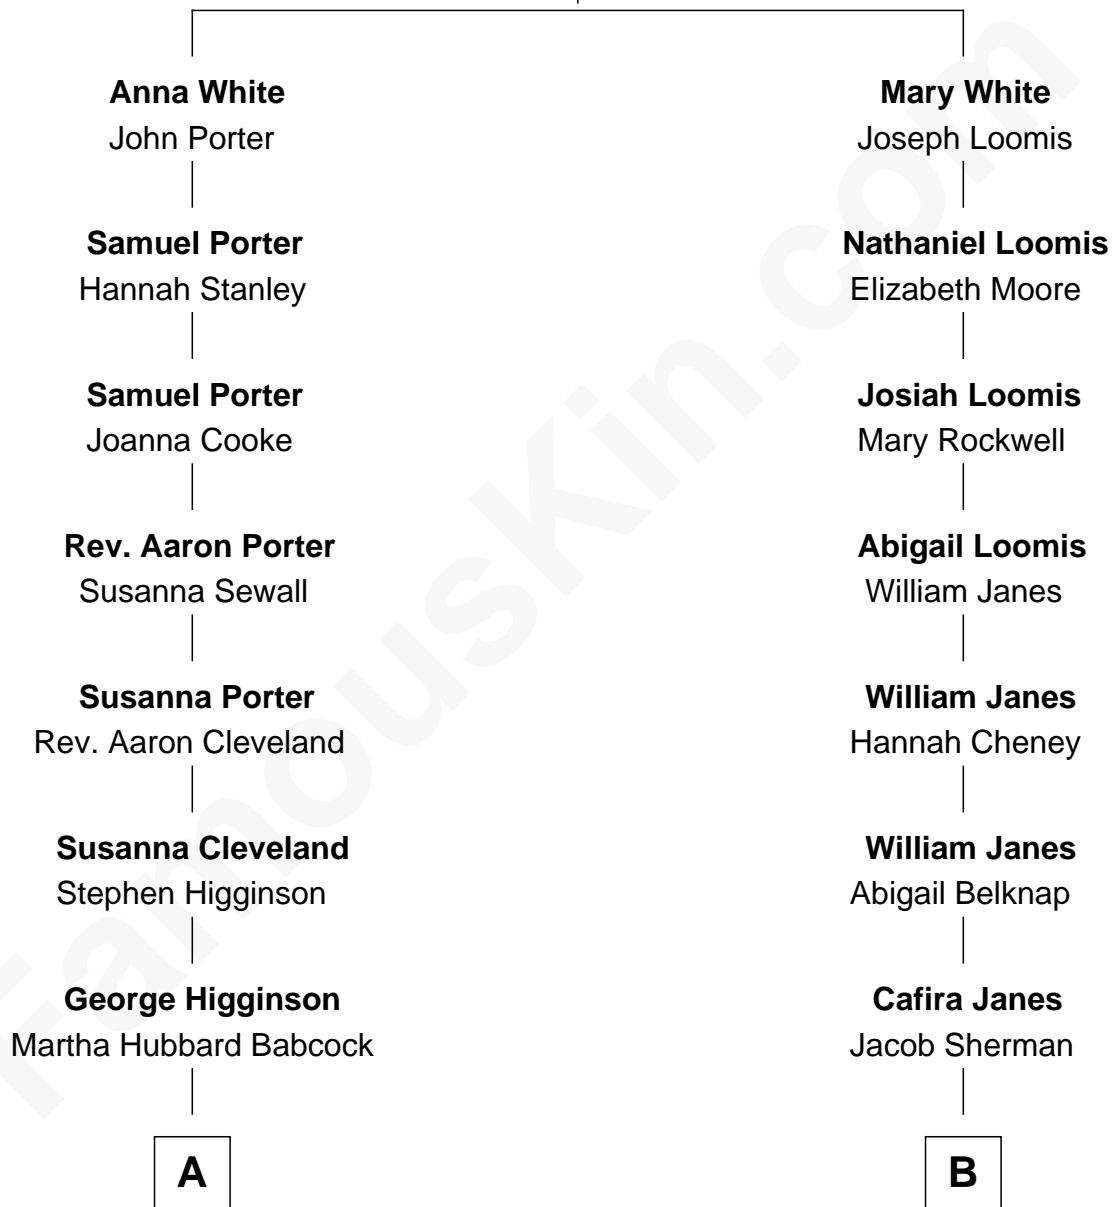 Anna White
John Porter
Mary White
Joseph Loomis
Samuel Porter
Hannah Stanley
Nathaniel Loomis
Elizabeth Moore
Samuel Porter
Joanna Cooke
Josiah Loomis
Mary Rockwell
Rev. Aaron Porter
Susanna Sewall
Abigail Loomis
William Janes
Susanna Porter
Rev. Aaron Cleveland
William Janes
Hannah Cheney
Susanna Cleveland
Stephen Higginson
William Janes
Abigail Belknap
George Higginson
Martha Hubbard Babcock
Cafira Janes
Jacob Sherman
A
B
FamousKin.com